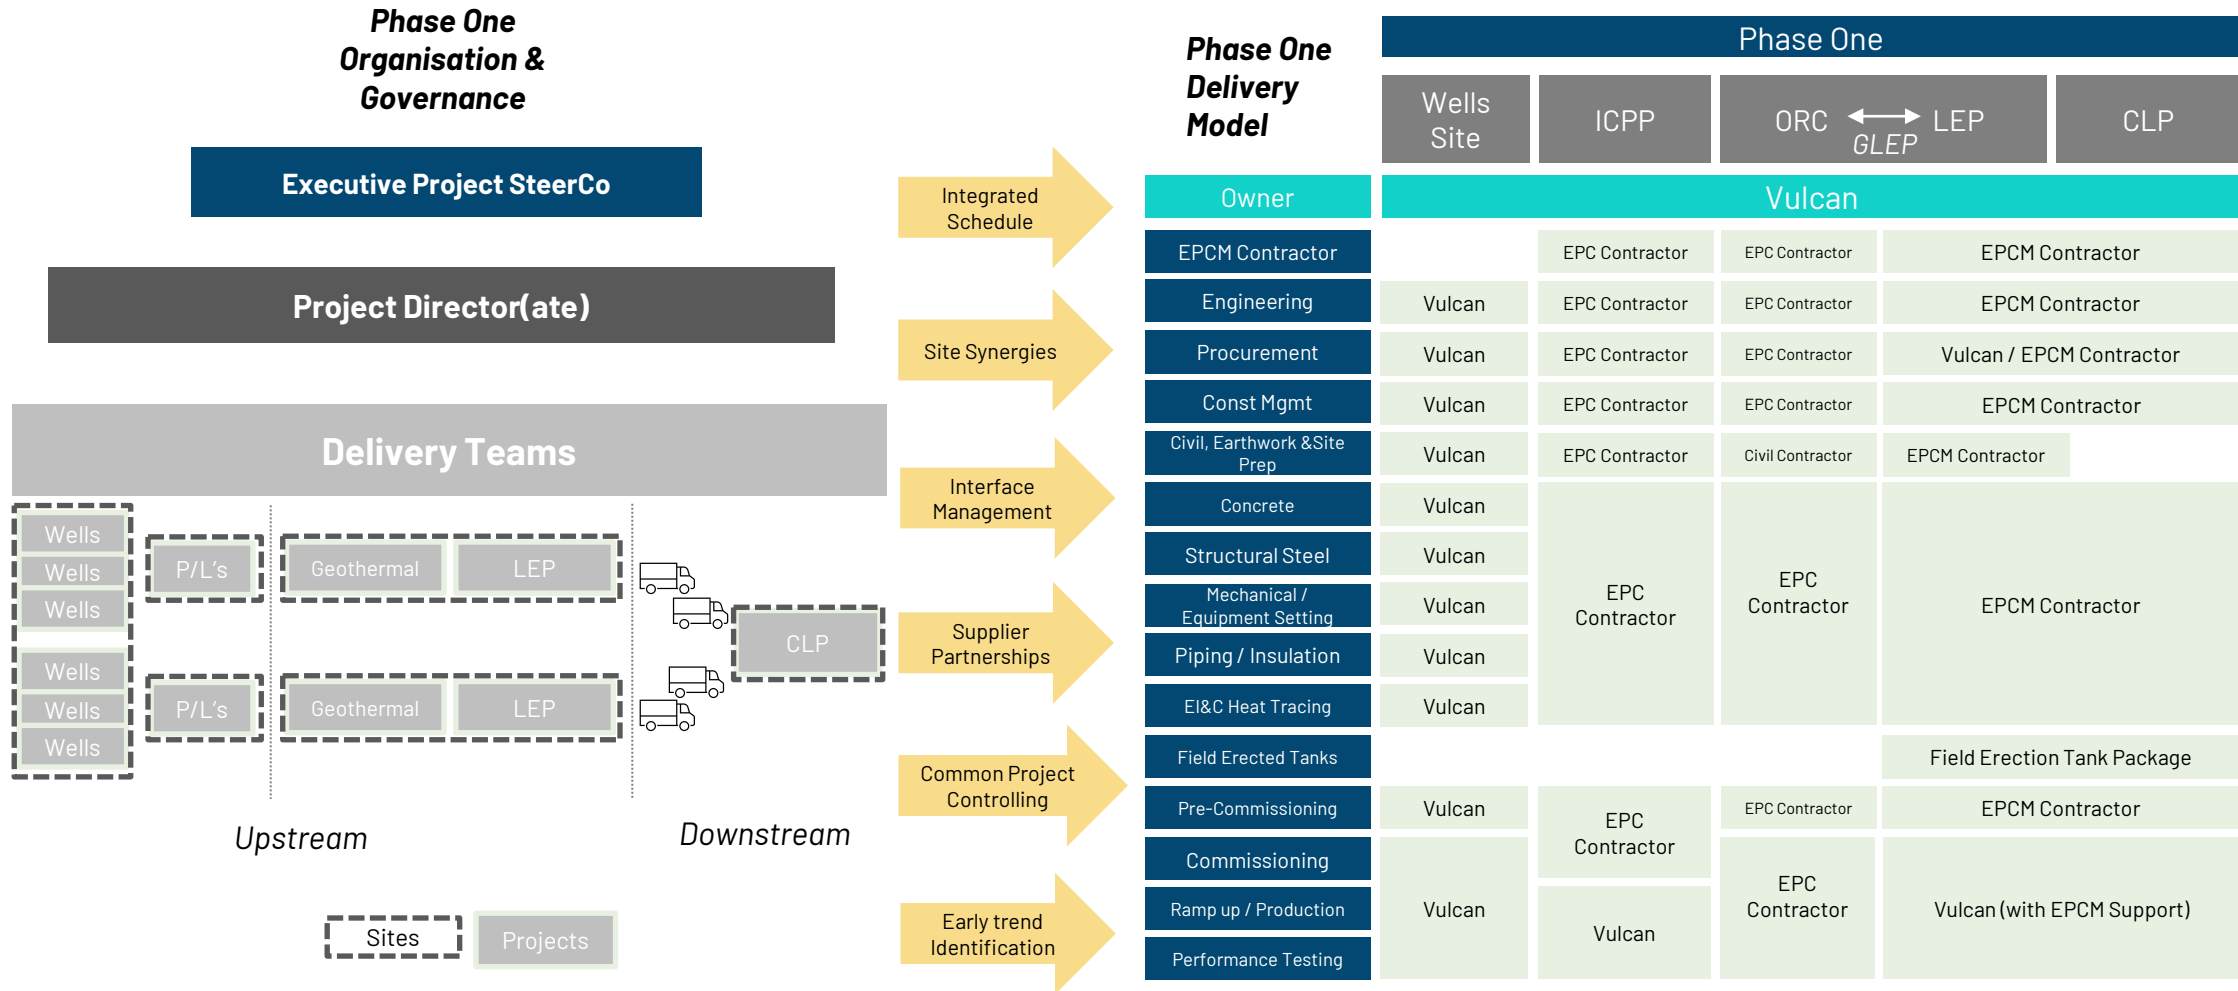 Phase One
Organisation &
Governance
Executive Project SteerCo
Project Director(ate)
Delivery Teams
Wells
Wells
Wells
P/L's
Geothermal
LEP
Wells
Wells
Wells
P/L's
Geothermal
LEP
CLP
Upstream
Downstream
Sites
Projects
Integrated
Schedule
Site Synergies
Interface
Management
Supplier
Partnerships
Common Project
Controlling
Early trend
Identification
Phase One
Delivery
Model
Phase One
Wells
Site
ICPP
ORC
LEP
GLEP
CLP
Owner
Vulcan
EPCM Contractor
EPC Contractor
EPC Contractor
EPCM Contractor
Engineering
Vulcan
EPC Contractor
EPC Contractor
EPCM Contractor
Procurement
Vulcan
EPC Contractor
EPC Contractor
Vulcan / EPCM Contractor
Const Mgmt
Vulcan
EPC Contractor
EPC Contractor
EPCM Contractor
Civil, Earthwork &Site
Prep
Vulcan
EPC Contractor
Civil Contractor
EPCM Contractor
Concrete
Vulcan
Structural Steel
Vulcan
Mechanical /
Equipment Setting
Vulcan
EPC
Contractor
EPC
Contractor
EPCM Contractor
Piping / Insulation
Vulcan
EI&C Heat Tracing
Vulcan
Field Erected Tanks
Field Erection Tank Package
Pre-Commissioning
Vulcan
EPC
Contractor
EPC Contractor
EPCM Contractor
Commissioning
Ramp up / Production
Vulcan
Vulcan
EPC
Contractor
Vulcan (with EPCM Support)
Performance Testing